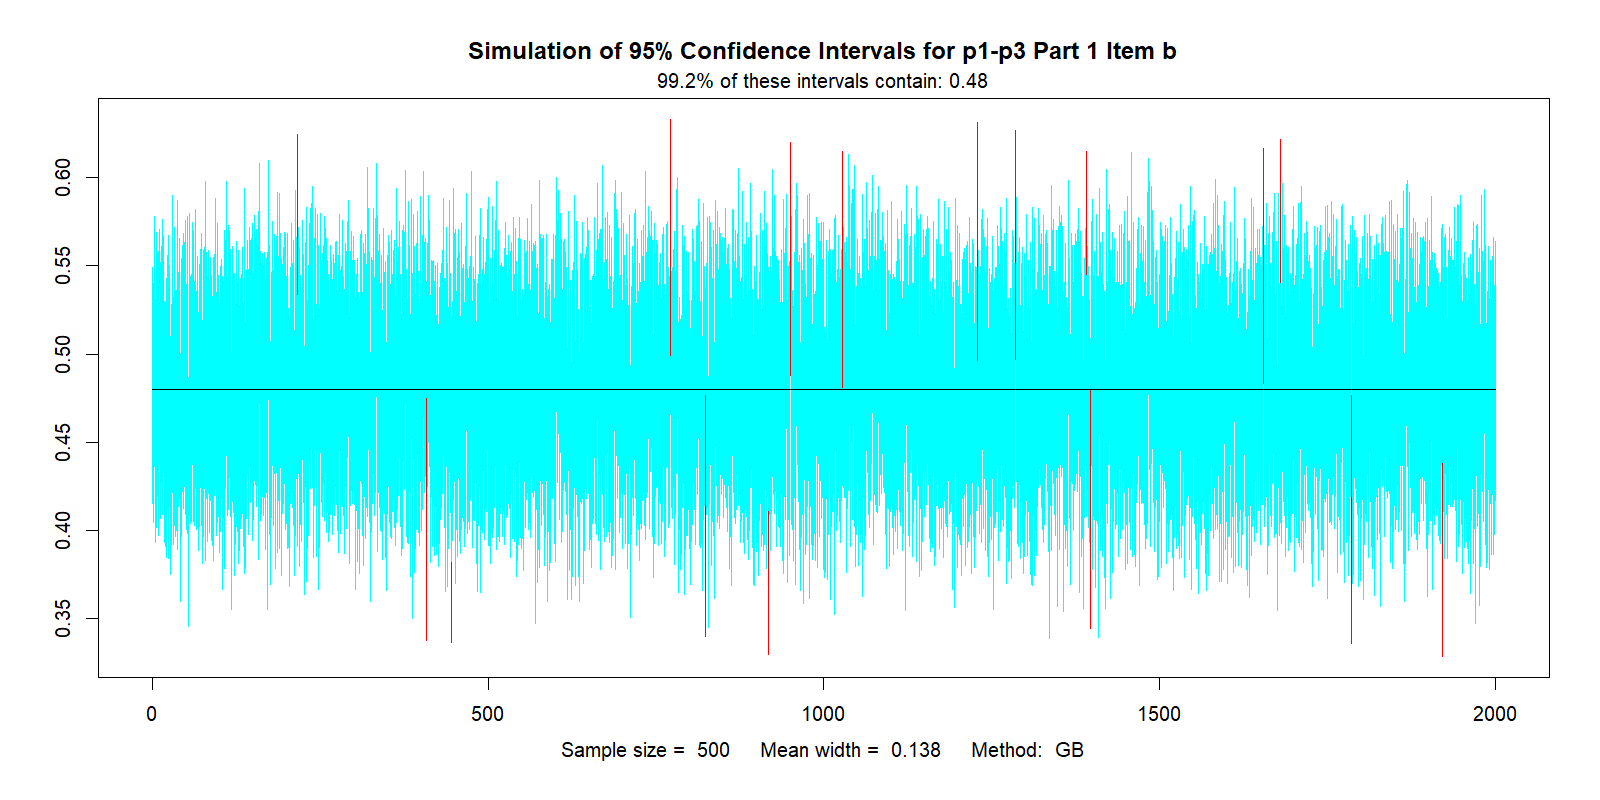 Simulation of 95% Confidence Intervals for p1-p3 Part 1 Item b
99.2% of these intervals contain: 0.48
0.60
0.55
0.50
0.45
0.40
0.35
0 500 1000 1500 2000
Sample size = 500 Mean width = 0.138 Method: GB